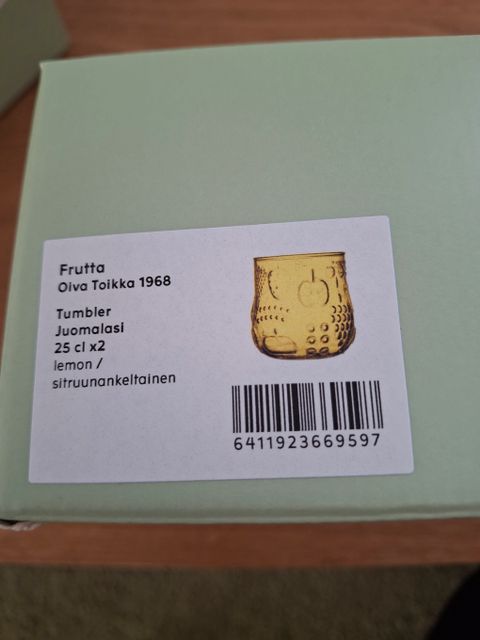 Frutta
Oiva Toikka 1968
Tumbler
Juomalasi
25 cl x2
lemon /
sitruunankeltainen
6411923669597